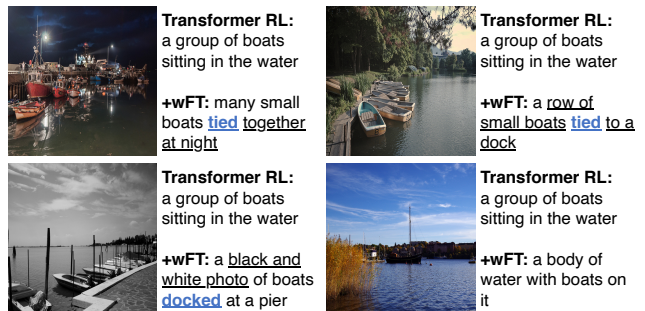 Transformer RL:
a group of boats
sitting in the water
+wFT: many small
boats tied together
at night
Transformer RL:
a group of boats
sitting in the water
+wFT: a row of
small boats tied to a
dock
Transformer RL:
a group of boats
sitting in the water
+wFT: a black and
white photo of boats
docked at a pier
Transformer RL:
a group of boats
sitting in the water
+wFT: a body of
water with boats on
it